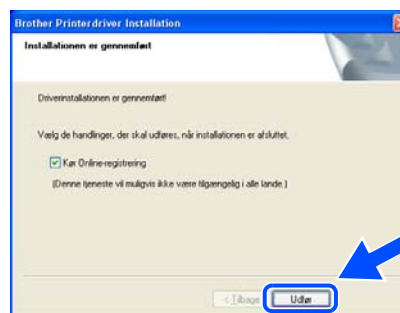 Brother Printerdriver Installation
Installationen er gennemført
Driverinstallationen er gennemført!
Vælg de handlinger, der skal udføres, når installationen er afsluttet.
Kør Online-registrering
(Denne tjeneste vil muligvis ikke være tilgængelig i alle lande.)
< Tilbage
Udfør